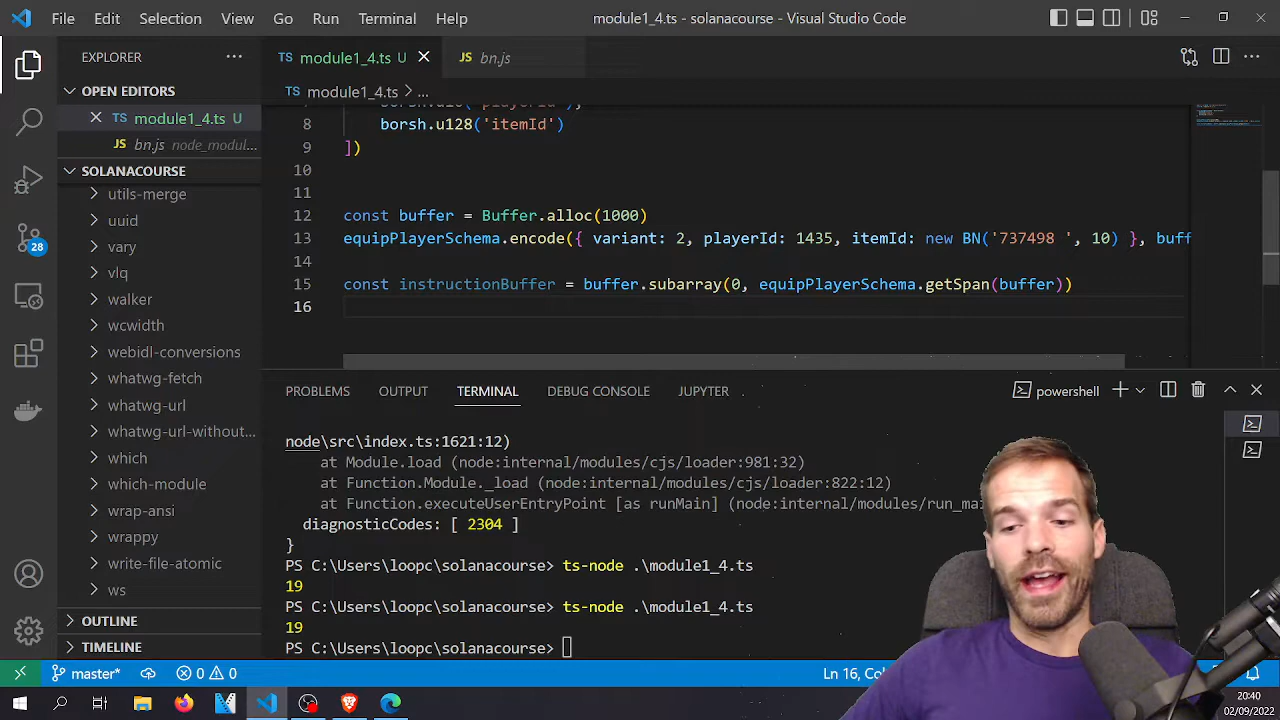 File Edit Selection View Go Run Terminal Help
module1_4.ts - solanacourse - Visual Studio Code
EXPLORER
TS module1_4.ts U
JS bn.js
OPEN EDITORS
TS module1_4.ts U
JS bn.js node_modul...
SOLANACOURSE
utils-merge
uuid
vary
vlq
walker
wcwidth
webidl-conversions
whatwg-fetch
whatwg-url
whatwg-url-without...
which
which-module
wrap-ansi
wrappy
write-file-atomic
ws
OUTLINE
TIMELINE
28
TS module1_4.ts > ...
8 borsh.u128('itemId')
9 ])
10
11
12 const buffer = Buffer.alloc(1000)
13 equipPlayerSchema.encode({ variant: 2, playerId: 1435, itemId: new BN('737498 ', 10) }, buff
14
15 const instructionBuffer = buffer.subarray(0, equipPlayerSchema.getSpan(buffer))
16
PROBLEMS OUTPUT TERMINAL DEBUG CONSOLE JUPYTER
powershell
node\src\index.ts:1621:12)
at Module.load (node:internal/modules/cjs/loader:981:32)
at Function.Module._load (node:internal/modules/cjs/loader:822:12)
at Function.executeUserEntryPoint [as runMain] (node:internal/modules/run_ma
diagnosticCodes: [ 2304 ]
}
PS C:\Users\loopc\solanacourse> ts-node .\module1_4.ts
19
PS C:\Users\loopc\solanacourse> ts-node .\module1_4.ts
19
PS C:\Users\loopc\solanacourse>
master* 0 0
Ln 16,
20:40
02/09/2022